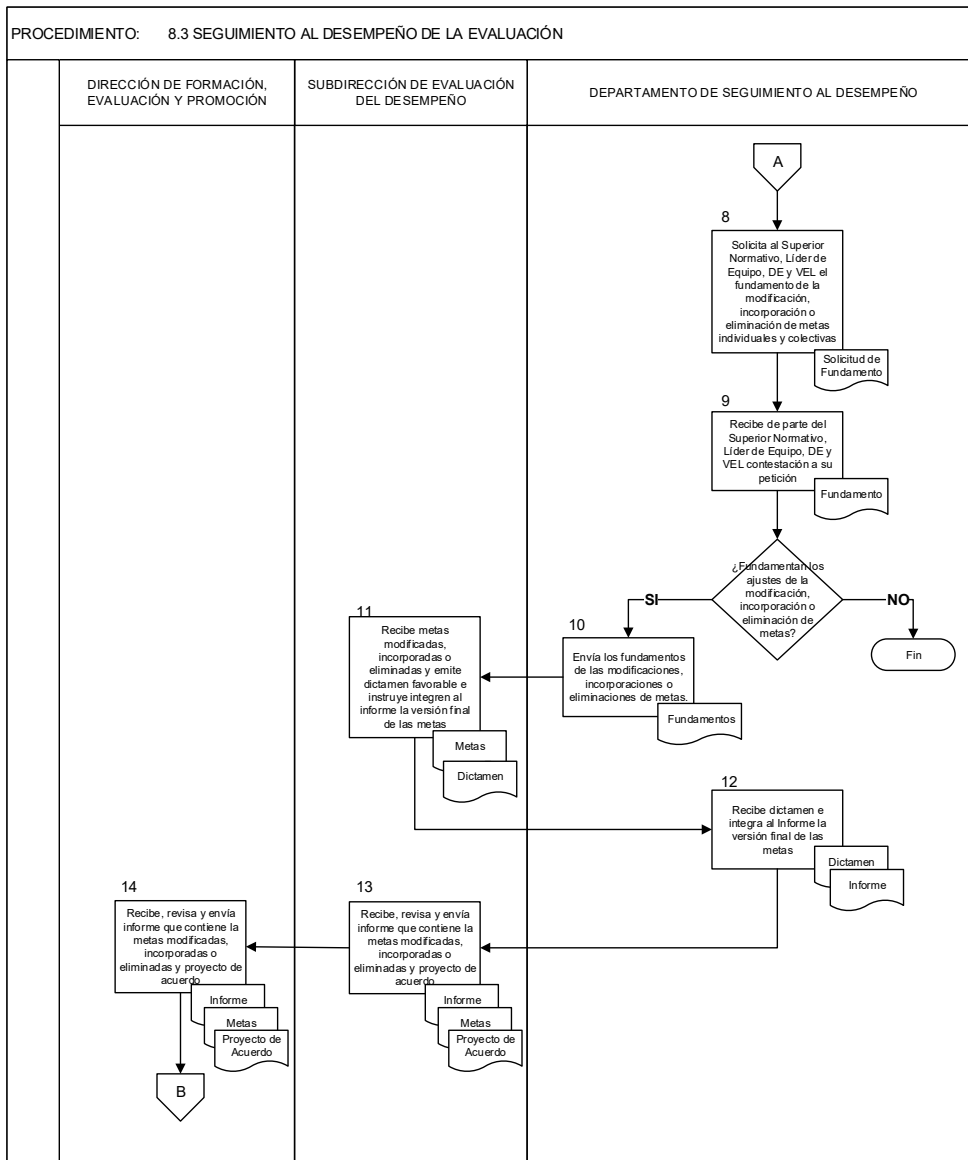 PROCEDIMIENTO: 8.3 SEGUIMIENTO AL DESEMPEÑO DE LA EVALUACIÓN
DIRECCIÓN DE FORMACIÓN,
EVALUACIÓN Y PROMOCIÓN
SUBDIRECCIÓN DE EVALUACIÓN
DEL DESEMPEÑO
DEPARTAMENTO DE SEGUIMIENTO AL DESEMPEÑO
A
8
Solicita al Superior
Normativo, Líder de
Equipo, DE y VEL el
fundamento de la
modificación,
incorporación o
eliminación de metas
individuales y colectivas
Solicitud de
Fundamento
9
Recibe de parte del
Superior Normativo,
Líder de Equipo, DE y
VEL contestación a su
petición
Fundamento
¿Fundamentan los
ajustes de la
modificación,
incorporación o
eliminación de
metas?
SI
NO
Fin
10
Envía los fundamentos
de las modificaciones,
incorporaciones o
eliminaciones de metas.
Fundamentos
11
Recibe metas
modificadas,
incorporadas o
eliminadas y emite
dictamen favorable e
instruye integren al
informe la versión final
de las metas
Metas
Dictamen
12
Recibe dictamen e
integra al Informe la
versión final de las
metas
Dictamen
Informe
13
Recibe, revisa y envía
informe que contiene la
metas modificadas,
incorporadas o
eliminadas y proyecto de
acuerdo
Informe
Metas
Proyecto de
Acuerdo
14
Recibe, revisa y envía
informe que contiene la
metas modificadas,
incorporadas o
eliminadas y proyecto de
acuerdo
Informe
Metas
Proyecto de
Acuerdo
B